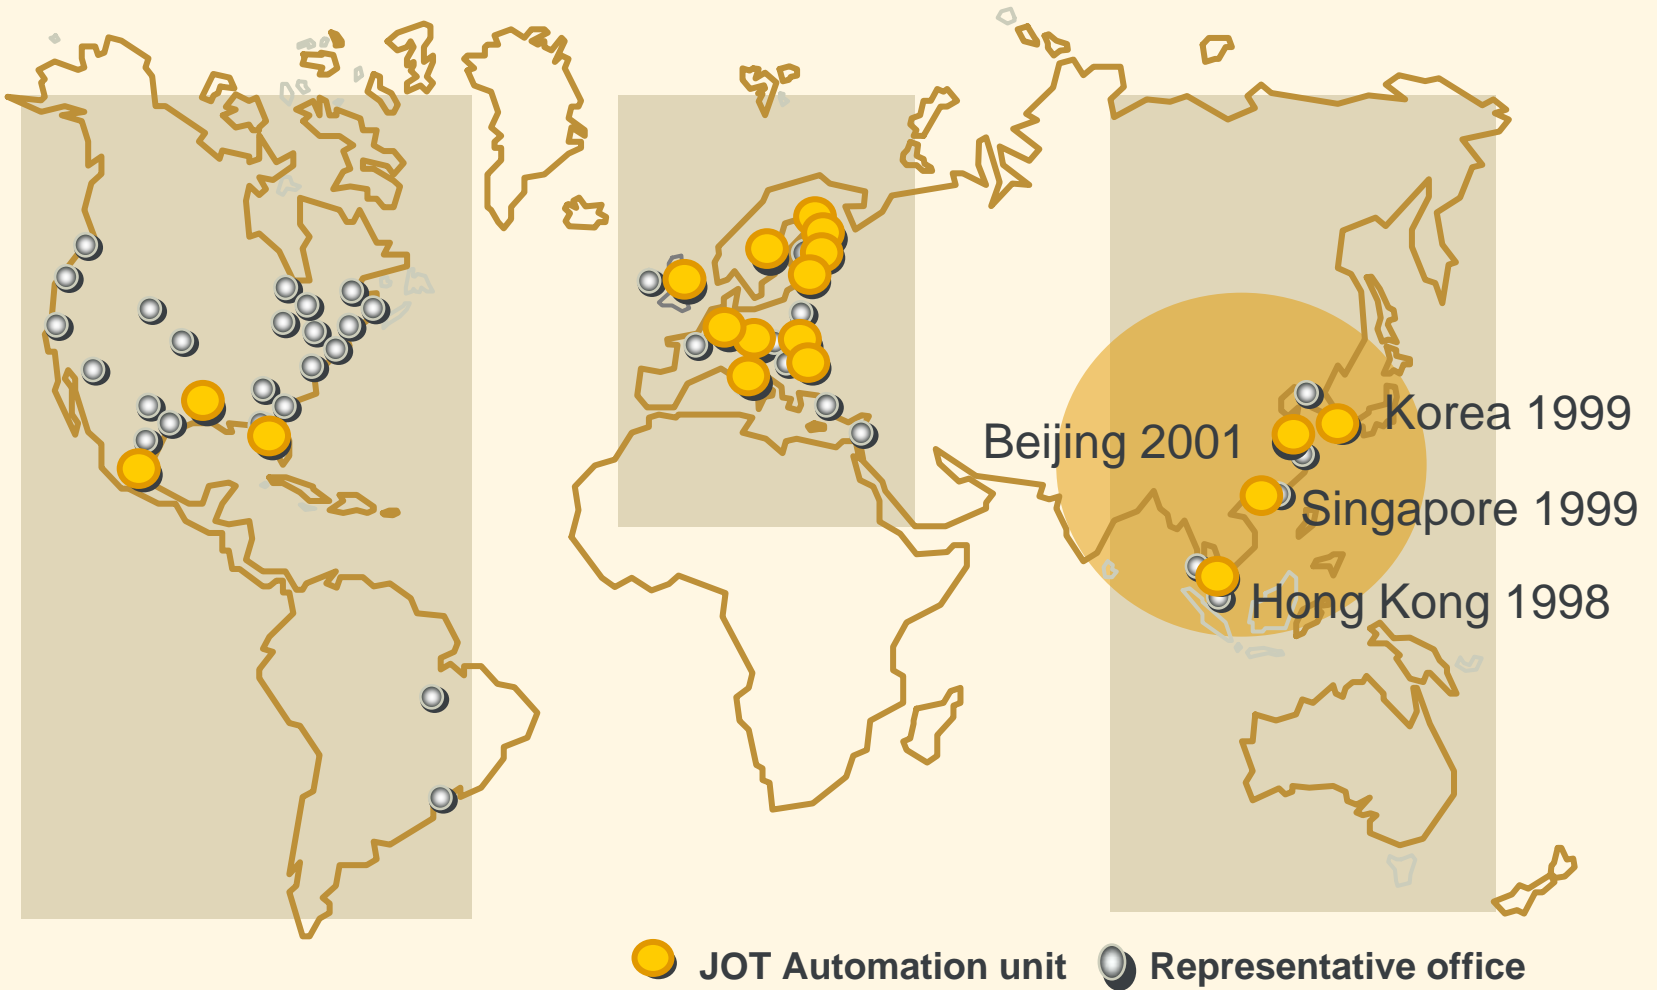 Korea 1999
Beijing 2001
Singapore 1999
Hong Kong 1998
JOT Automation unit
Representative office